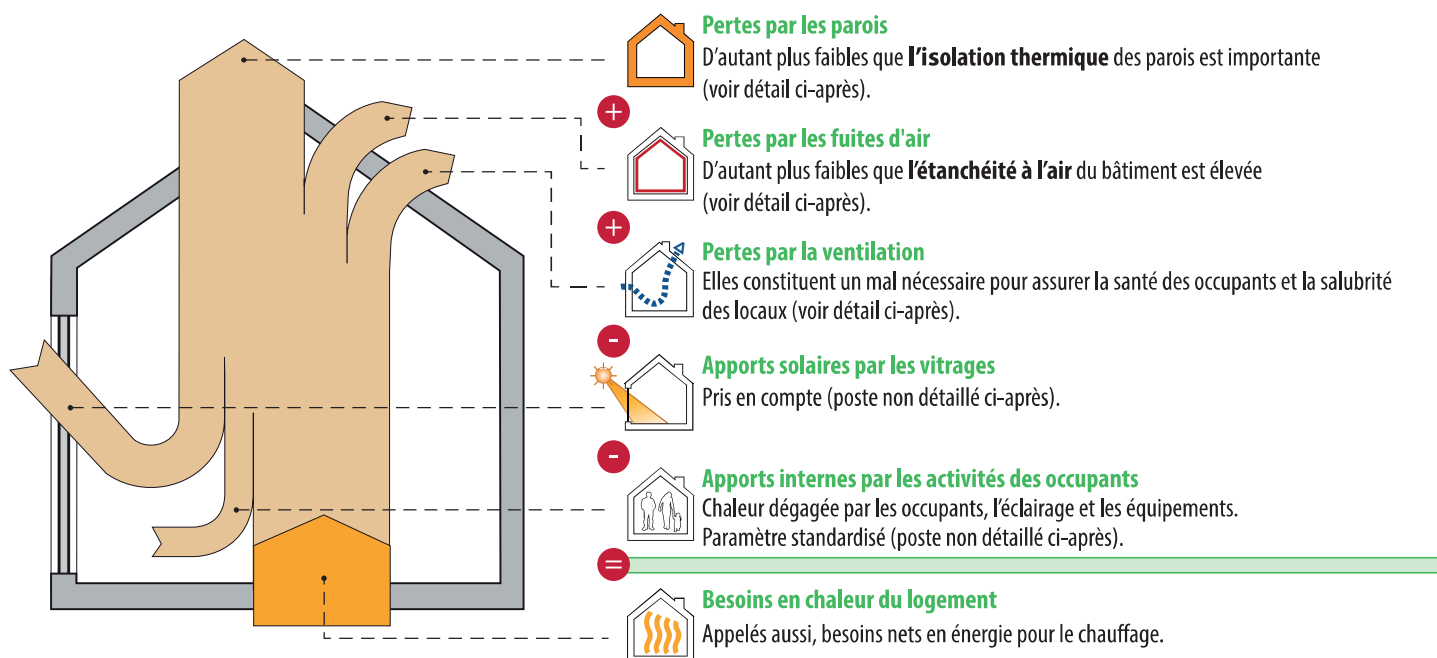 Pertes par les parois
D'autant plus faibles que l'isolation thermique des parois est importante
(voir détail ci-après).
+
Pertes par les fuites d'air
D'autant plus faibles que l'étanchéité à l'air du bâtiment est élevée
(voir détail ci-après).
+
Pertes par la ventilation
Elles constituent un mal nécessaire pour assurer la santé des occupants et la salubrité
des locaux (voir détail ci-après).
-
Apports solaires par les vitrages
Pris en compte (poste non détaillé ci-après).
-
Apports internes par les activités des occupants
Chaleur dégagée par les occupants, l'éclairage et les équipements.
Paramètre standardisé (poste non détaillé ci-après).
=
Besoins en chaleur du logement
Appelés aussi, besoins nets en énergie pour le chauffage.